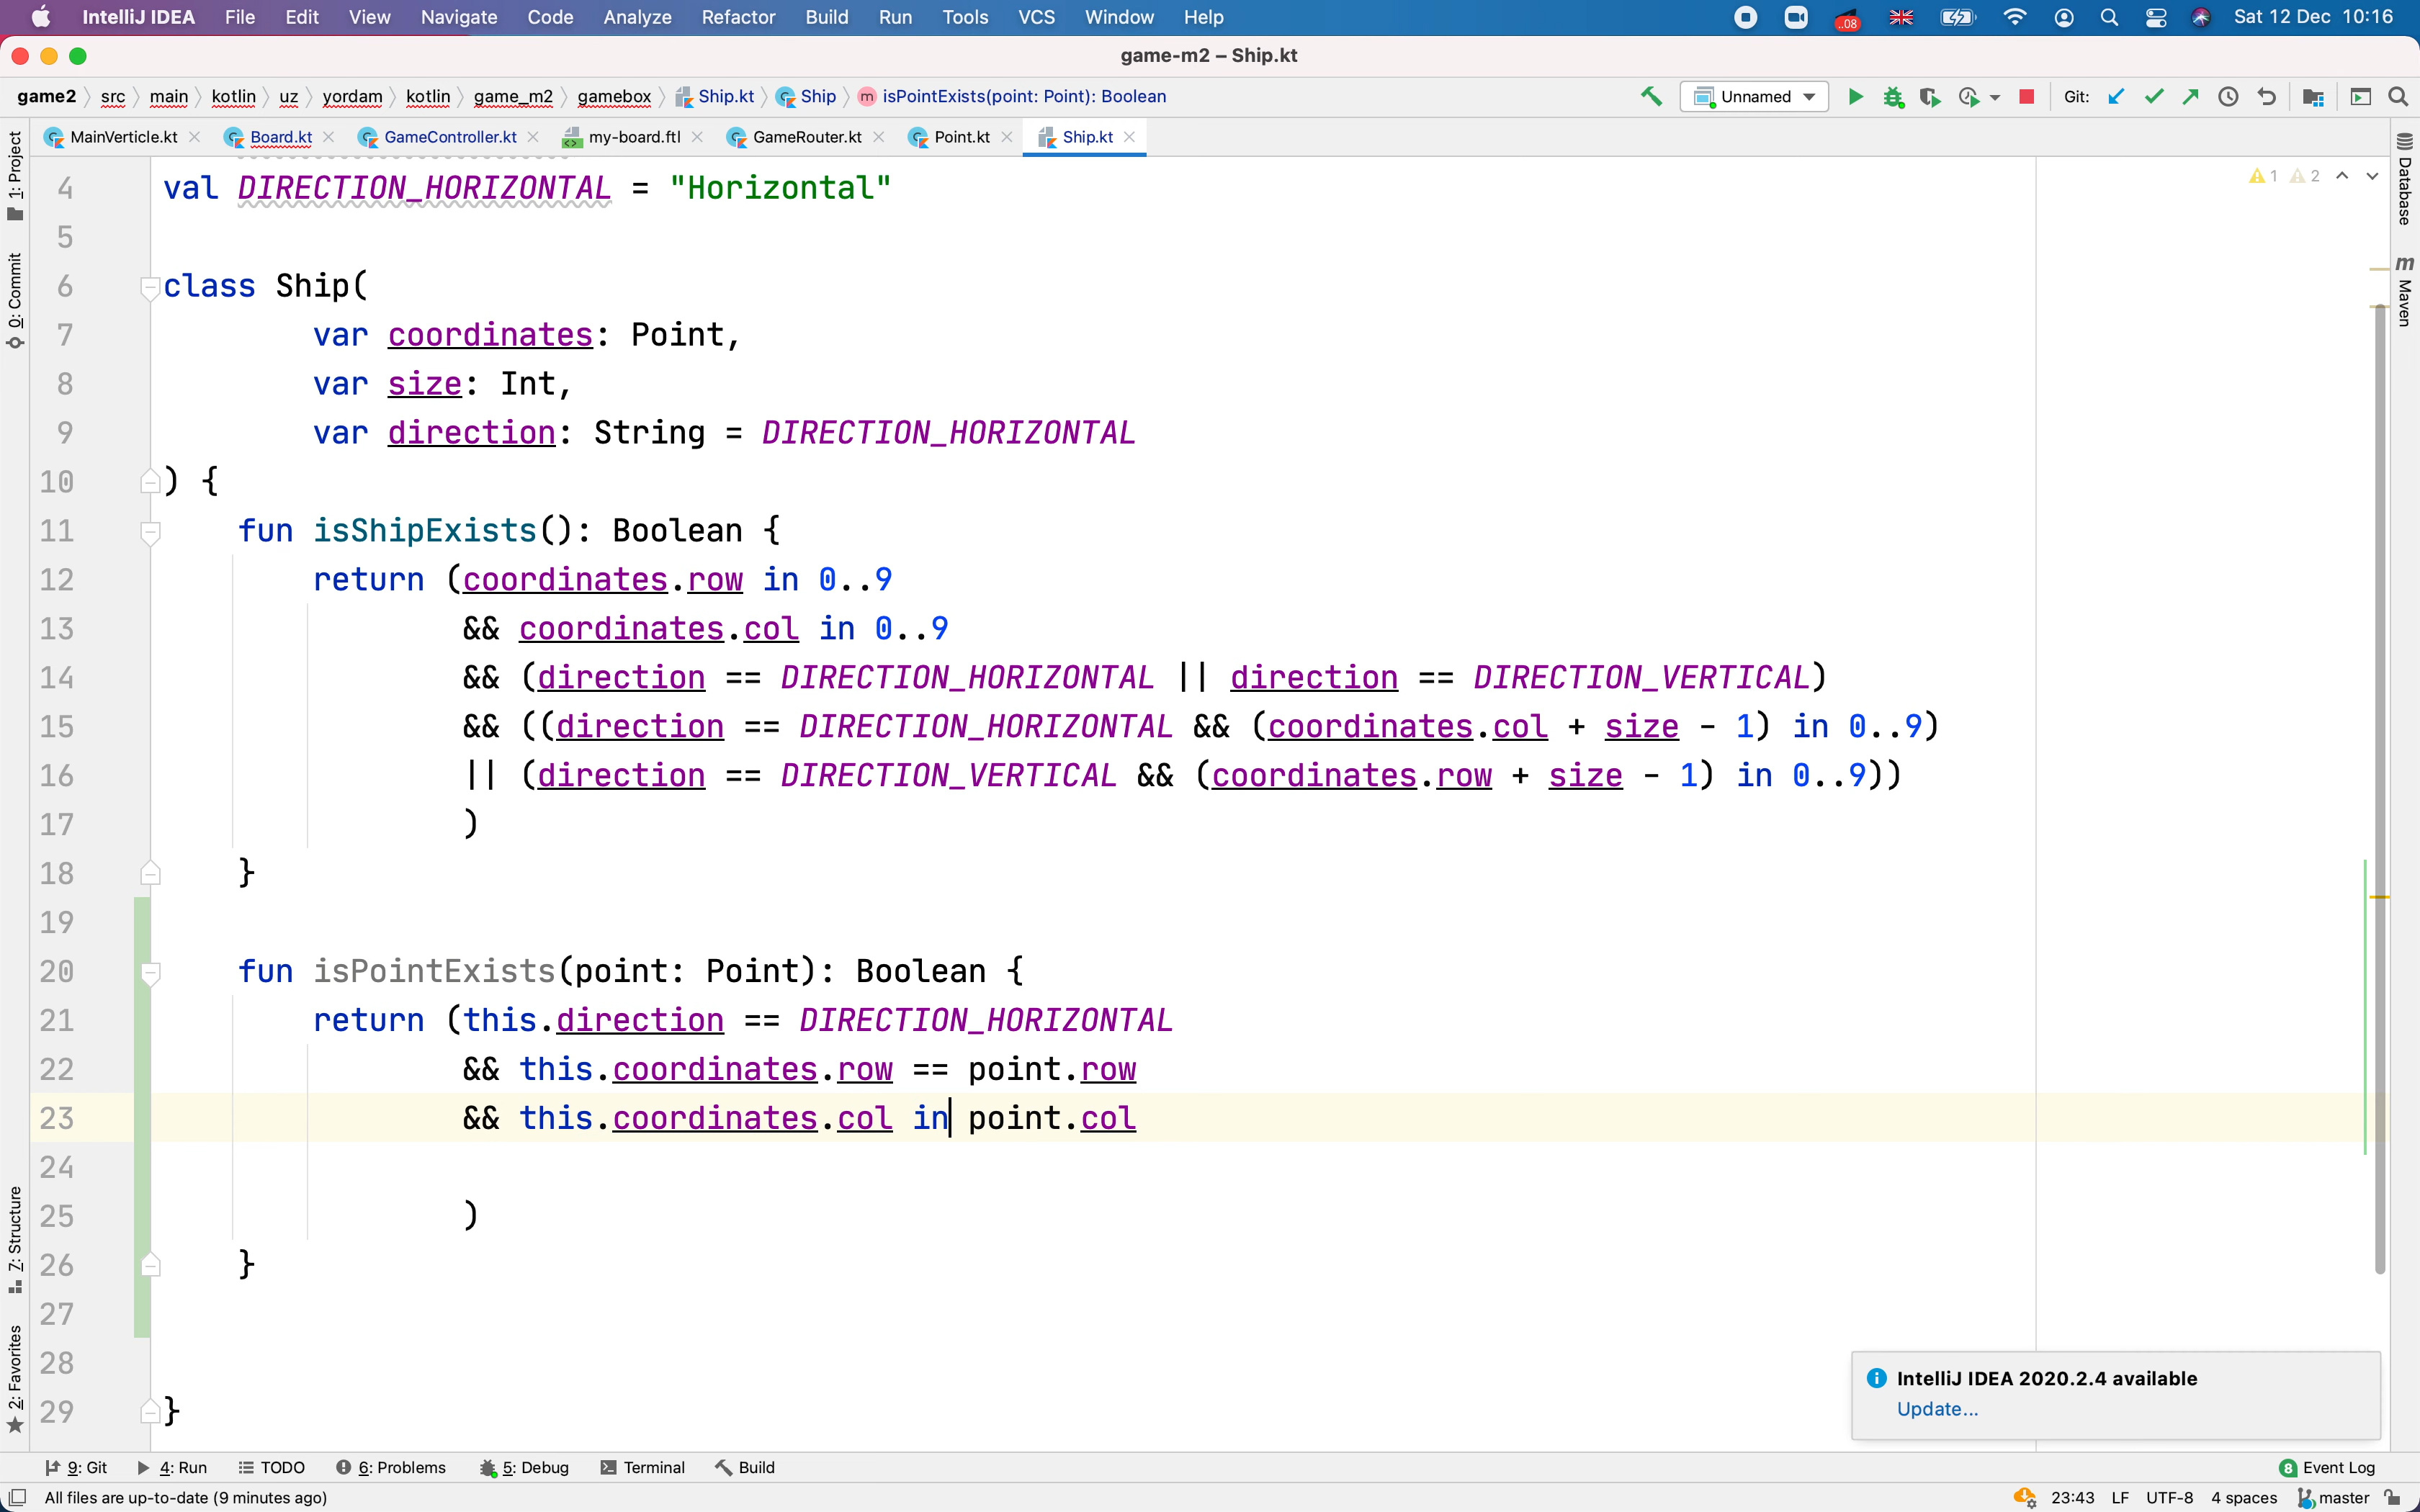 IntelliJ IDEA File Edit View Navigate Code Analyze Refactor Build Run Tools VCS Window Help ..08 Sat 12 Dec 10:16
game-m2 – Ship.kt
game2 src main kotlin uz yordam kotlin game_m2 gamebox Ship.kt Ship m isPointExists(point: Point): Boolean Unnamed Git:
MainVerticle.kt Board.kt GameController.kt my-board.ftl GameRouter.kt Point.kt Ship.kt
1: Project
0: Commit
7: Structure
2: Favorites
Database
m Maven
1 2
4 val DIRECTION_HORIZONTAL = "Horizontal"
5
6 class Ship(
7 var coordinates: Point,
8 var size: Int,
9 var direction: String = DIRECTION_HORIZONTAL
10 ) {
11 fun isShipExists(): Boolean {
12 return (coordinates.row in 0..9
13 && coordinates.col in 0..9
14 && (direction == DIRECTION_HORIZONTAL || direction == DIRECTION_VERTICAL)
15 && ((direction == DIRECTION_HORIZONTAL && (coordinates.col + size - 1) in 0..9)
16 || (direction == DIRECTION_VERTICAL && (coordinates.row + size - 1) in 0..9))
17 )
18 }
19
20 fun isPointExists(point: Point): Boolean {
21 return (this.direction == DIRECTION_HORIZONTAL
22 && this.coordinates.row == point.row
23 && this.coordinates.col in point.col
24
25 )
26 }
27
28
29 }
IntelliJ IDEA 2020.2.4 available
Update...
9: Git 4: Run TODO 6: Problems 5: Debug Terminal Build 8 Event Log
All files are up-to-date (9 minutes ago) 23:43 LF UTF-8 4 spaces master